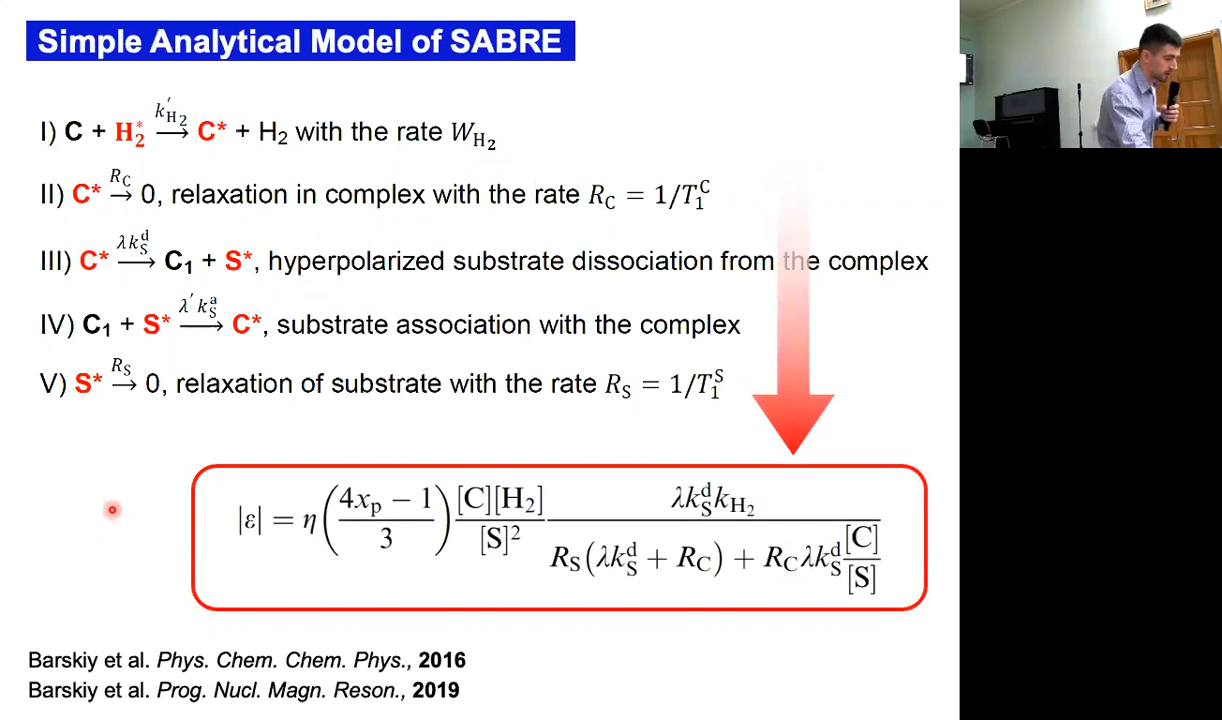 Simple Analytical Model of SABRE
I) C + H₂* →(k′_H₂) C* + H₂ with the rate W_H₂
II) C* →(R_C) 0, relaxation in complex with the rate R_C = 1/T₁^C
III) C* →(λk_S^d) C₁ + S*, hyperpolarized substrate dissociation from the complex
IV) C₁ + S* →(λ′k_S^a) C*, substrate association with the complex
V) S* →(R_S) 0, relaxation of substrate with the rate R_S = 1/T₁^S
|ε| = η((4x_p − 1)/3) ([C][H₂]/[S]²) (λk_S^d k_H₂)/(R_S(λk_S^d + R_C) + R_C λk_S^d [C]/[S])
Barskiy et al. Phys. Chem. Chem. Phys., 2016
Barskiy et al. Prog. Nucl. Magn. Reson., 2019